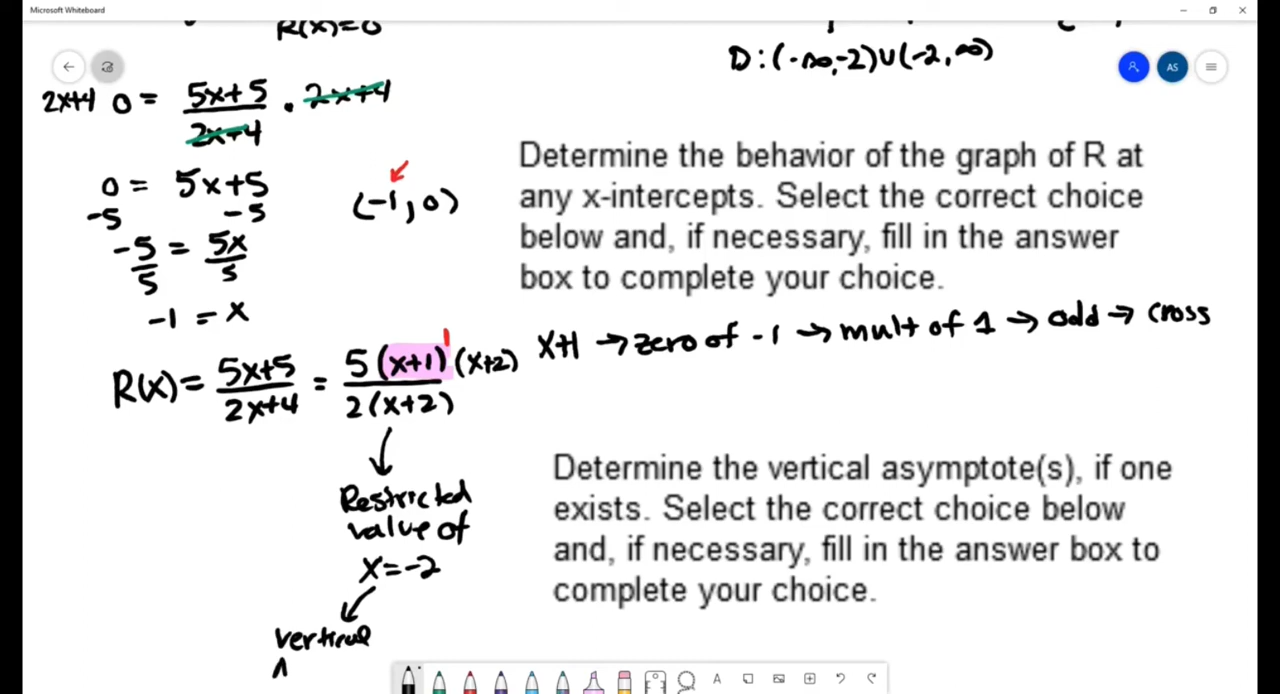 Microsoft Whiteboard
R(x)=0
D:(-∞,-2)∪(-2,∞)
AS
2x+4 0 = 5x+5/2x+4 · 2x+4
0 = 5x+5
-5 -5
-5/5 = 5x/5
-1 = x
(-1,0)
Determine the behavior of the graph of R at
any x-intercepts. Select the correct choice
below and, if necessary, fill in the answer
box to complete your choice.
x+1 → zero of -1 → mult of 1 → odd → cross
R(x) = 5x+5/2x+4 = 5(x+1)^1(x+2)/2(x+2)
Restricted
value of
x=-2
vertical
Determine the vertical asymptote(s), if one
exists. Select the correct choice below
and, if necessary, fill in the answer box to
complete your choice.
A